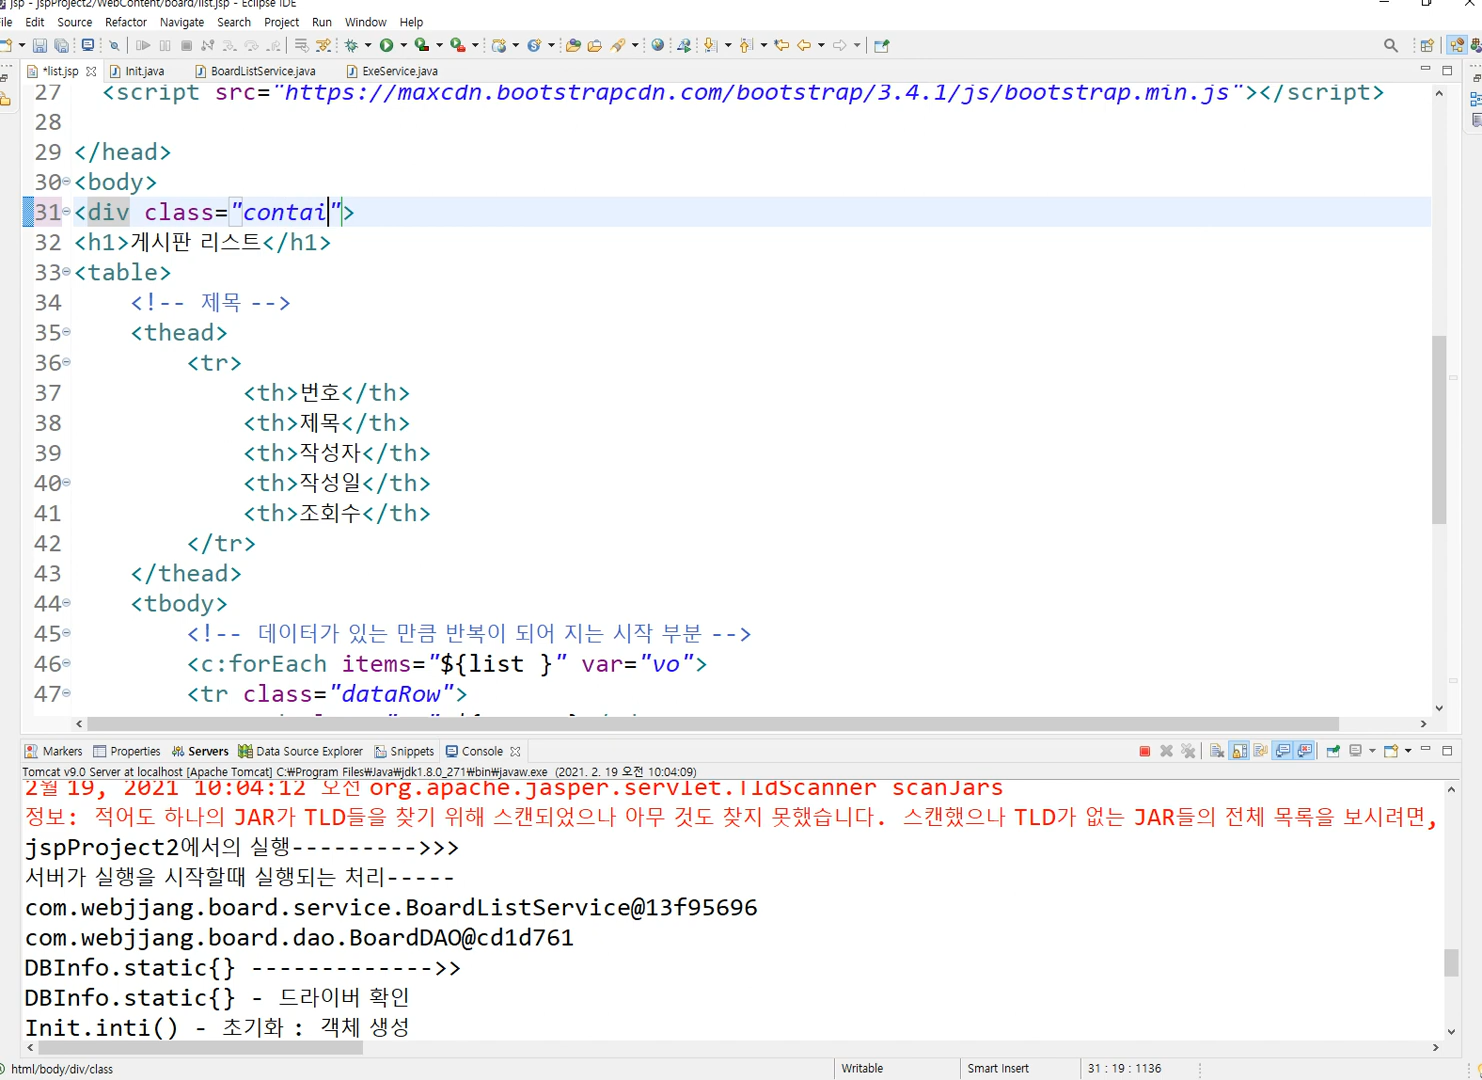 jsp - jspProject2/WebContent/board/list.jsp - Eclipse IDE
File Edit Source Refactor Navigate Search Project Run Window Help
*list.jsp Init.java BoardListService.java ExeService.java
27 <script src="https://maxcdn.bootstrapcdn.com/bootstrap/3.4.1/js/bootstrap.min.js"></script>
28
29 </head>
30 <body>
31 <div class="contai">
32 <h1>게시판 리스트</h1>
33 <table>
34 <!-- 제목 -->
35 <thead>
36 <tr>
37 <th>번호</th>
38 <th>제목</th>
39 <th>작성자</th>
40 <th>작성일</th>
41 <th>조회수</th>
42 </tr>
43 </thead>
44 <tbody>
45 <!-- 데이터가 있는 만큼 반복이 되어 지는 시작 부분 -->
46 <c:forEach items="${list }" var="vo">
47 <tr class="dataRow">
Markers Properties Servers Data Source Explorer Snippets Console
Tomcat v9.0 Server at localhost [Apache Tomcat] C:₩Program Files₩Java₩jdk1.8.0_271₩bin₩javaw.exe (2021. 2. 19 오전 10:04:09)
2월 19, 2021 10:04:12 오전 org.apache.jasper.servlet.TldScanner scanJars
정보: 적어도 하나의 JAR가 TLD들을 찾기 위해 스캔되었으나 아무 것도 찾지 못했습니다. 스캔했으나 TLD가 없는 JAR들의 전체 목록을 보시려면,
jspProject2에서의 실행--------->>>
서버가 실행을 시작할때 실행되는 처리-----
com.webjjang.board.service.BoardListService@13f95696
com.webjjang.board.dao.BoardDAO@cd1d761
DBInfo.static{} ------------->>
DBInfo.static{} - 드라이버 확인
Init.inti() - 초기화 : 객체 생성
html/body/div/class Writable Smart Insert 31 : 19 : 1136